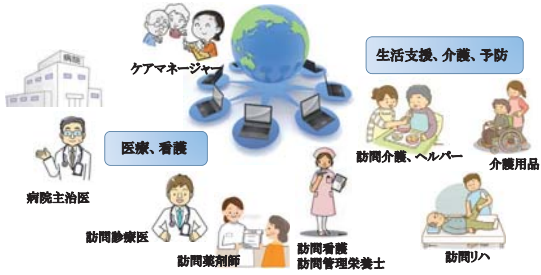 病院
ケアマネージャー
生活支援、介護、予防
医療、看護
訪問介護、ヘルパー
介護用品
病院主治医
訪問診療医
訪問薬剤師
訪問看護
訪問管理栄養士
訪問リハ